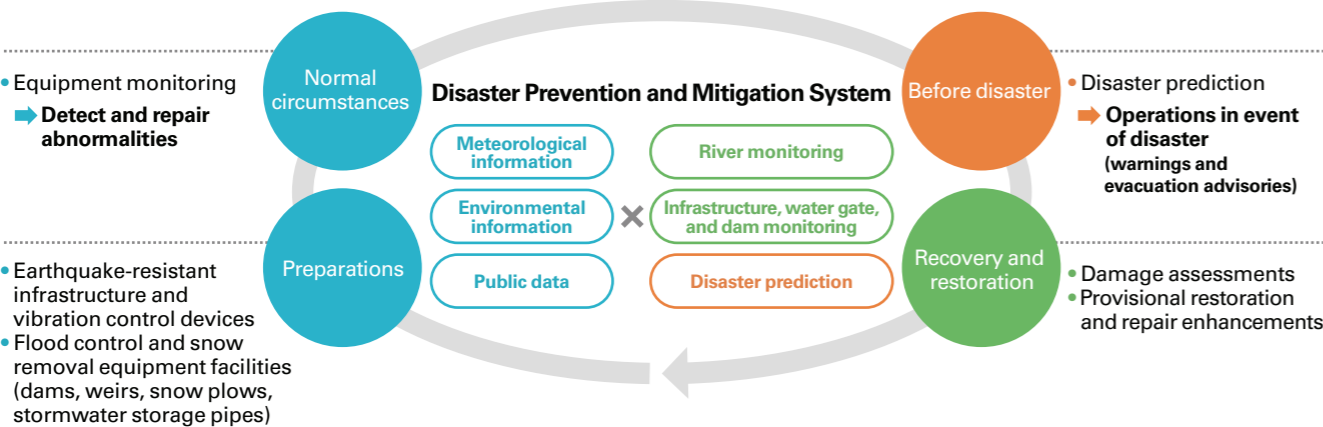 Normal
circumstances
• Equipment monitoring
Detect and repair
abnormalities
Disaster Prevention and Mitigation System
Meteorological
information
Environmental
information
Public data
×
River monitoring
Infrastructure, water gate,
and dam monitoring
Disaster prediction
Before disaster
• Disaster prediction
Operations in event
of disaster
(warnings and
evacuation advisories)
Preparations
• Earthquake-resistant
infrastructure and
vibration control devices
• Flood control and snow
removal equipment facilities
(dams, weirs, snow plows,
stormwater storage pipes)
Recovery and
restoration
• Damage assessments
• Provisional restoration
and repair enhancements